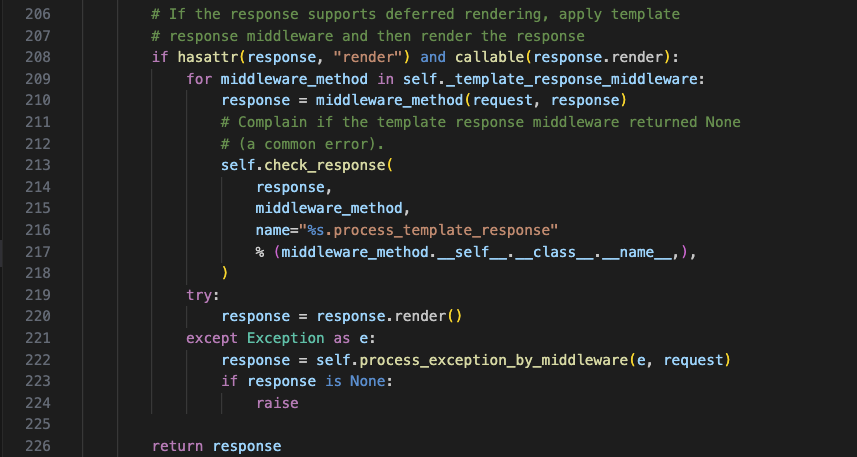 206 # If the response supports deferred rendering, apply template
207 # response middleware and then render the response
208 if hasattr(response, "render") and callable(response.render):
209     for middleware_method in self._template_response_middleware:
210         response = middleware_method(request, response)
211         # Complain if the template response middleware returned None
212         # (a common error).
213         self.check_response(
214             response,
215             middleware_method,
216             name="%s.process_template_response"
217             % (middleware_method.__self__.__class__.__name__,),
218         )
219     try:
220         response = response.render()
221     except Exception as e:
222         response = self.process_exception_by_middleware(e, request)
223         if response is None:
224             raise
225
226 return response